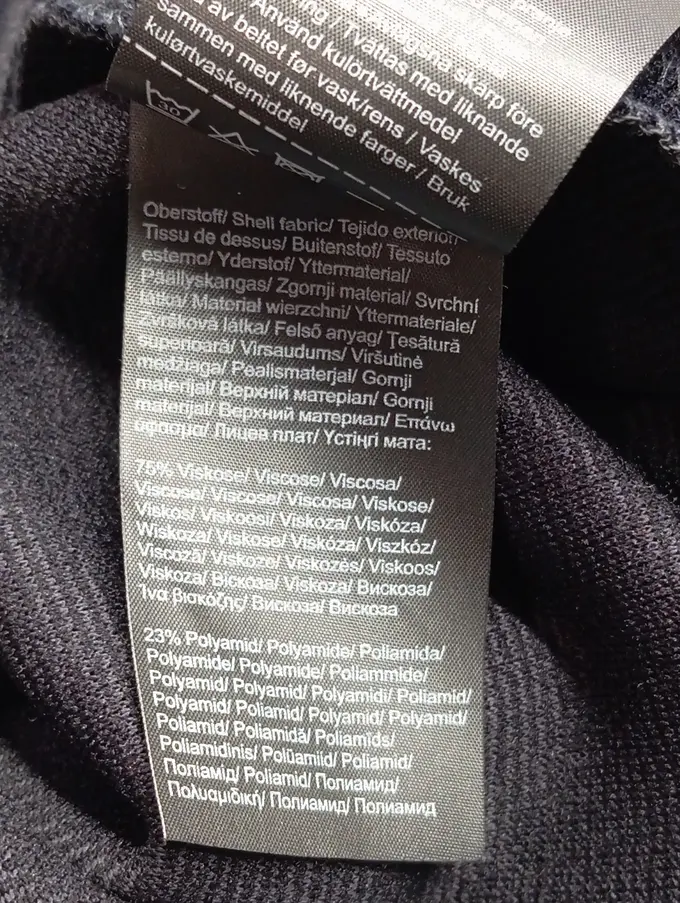 Tvättas med liknande
Använd kulörtvättmedel
av beltet før vask/rens / Vaskes
sammen med liknende farger / Bruk
kulørtvaskemiddel
30
Oberstoff/ Shell fabric/ Tejido exterior/
Tissu de dessus/ Buitenstof/ Tessuto
esterno/ Yderstof/ Yttermaterial/
Päällyskangas/ Zgornji material/ Svrchní
látka/ Materiał wierzchni/ Yttermateriale/
Zvršková látka/ Felső anyag/ Țesătură
superioară/ Virsaudums/ Viršutinė
medžiaga/ Pealismaterjal/ Gornji
materijal/ Верхній матеріал/ Gornji
materijal/ Верхний материал/ Επάνω
ύφασμα/ Лицев плат/ Үстіңгі мата:
75% Viskose/ Viscose/ Viscosa/
Viscose/ Viscose/ Viscosa/ Viskose/
Viskos/ Viskoosi/ Viskoza/ Viskóza/
Wiskoza/ Viskose/ Viskóza/ Viszkóz/
Viscoză/ Viskoze/ Viskozės/ Viskoos/
Viskoza/ Віскоза/ Viskoza/ Вискоза/
Ίνα βισκόζης/ Вискоза/ Вискоза
23% Polyamid/ Polyamide/ Poliamida/
Polyamide/ Polyamide/ Poliammide/
Polyamid/ Polyamid/ Polyamidi/ Poliamid/
Polyamid/ Poliamid/ Polyamid/ Polyamid/
Poliamid/ Poliamidă/ Poliamīds/
Poliamidinis/ Polüamiid/ Poliamid/
Поліамід/ Poliamid/ Полиамид/
Πολυαμιδική/ Полиамид/ Полиамид